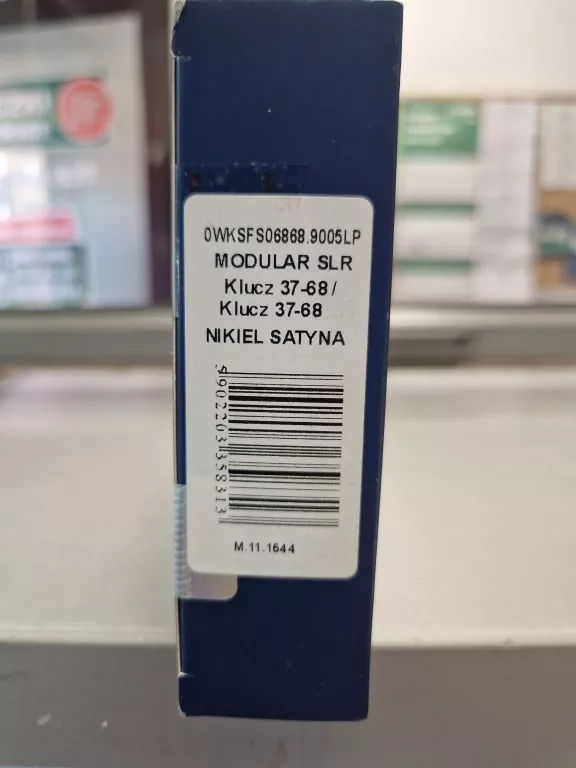 0WKSFS06868.9005LP
MODULAR SLR
Klucz 37-68 /
Klucz 37-68
NIKIEL SATYNA
5902203358313
M.11.1644